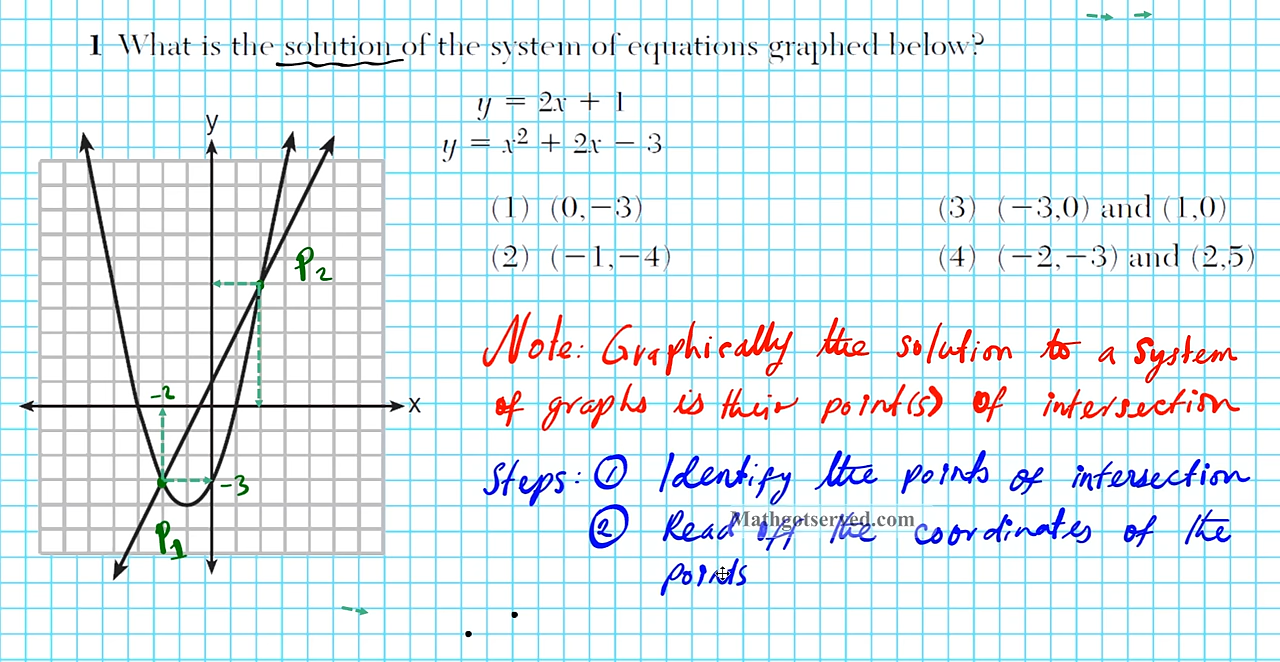 1 What is the solution of the system of equations graphed below?
y = 2x + 1
y = x² + 2x − 3
(1) (0,−3)
(2) (−1,−4)
(3) (−3,0) and (1,0)
(4) (−2,−3) and (2,5)
y
P2
-2
x
-3
P1
Note: Graphically the solution to a system
of graphs is their point(s) of intersection
Steps: ① Identify the points of intersection
Mathgotserved.com
② Read off the coordinates of the
points